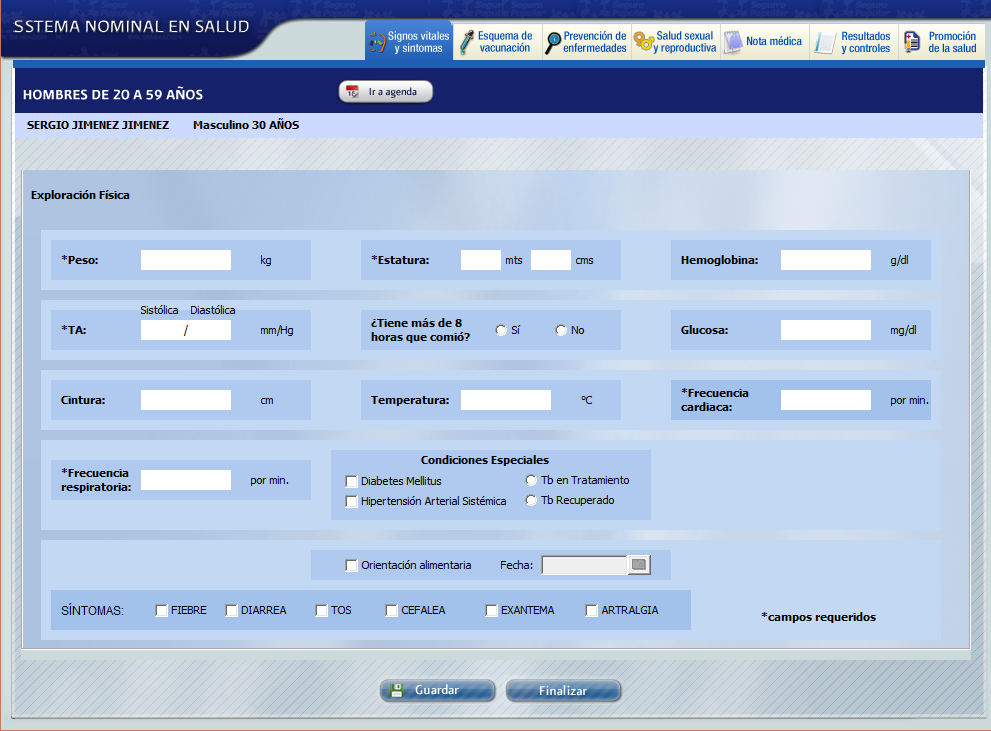 SSTEMA NOMINAL EN SALUD
Signos vitales
y sintomas
Esquema de
vacunación
Prevención de
enfermedades
Salud sexual
y reproductiva
Nota médica
Resultados
y controles
Promoción
de la salud
HOMBRES DE 20 A 59 AÑOS
Ir a agenda
SERGIO JIMENEZ JIMENEZ Masculino 30 AÑOS
Exploración Física
*Peso: kg
*Estatura: mts cms
Hemoglobina: g/dl
Sistólica Diastólica
*TA: / mm/Hg
¿Tiene más de 8
horas que comió? Sí No
Glucosa: mg/dl
Cintura: cm
Temperatura: ºC
*Frecuencia
cardiaca: por min.
*Frecuencia
respiratoria: por min.
Condiciones Especiales
Diabetes Mellitus Tb en Tratamiento
Hipertensión Arterial Sistémica Tb Recuperado
Orientación alimentaria Fecha:
SÍNTOMAS: FIEBRE DIARREA TOS CEFALEA EXANTEMA ARTRALGIA
*campos requeridos
Guardar Finalizar